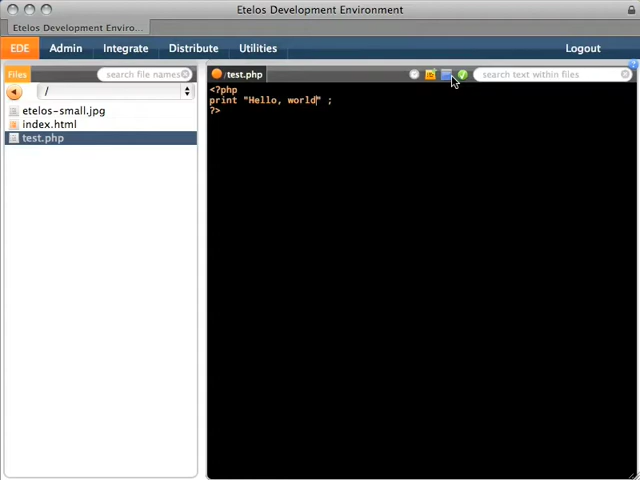 Etelos Development Environment
Etelos Development Enviro...
EDE Admin Integrate Distribute Utilities Logout
Files search file names
/test.php search text within files
/
<?php
print "Hello, world" ;
?>
etelos-small.jpg
index.html
test.php